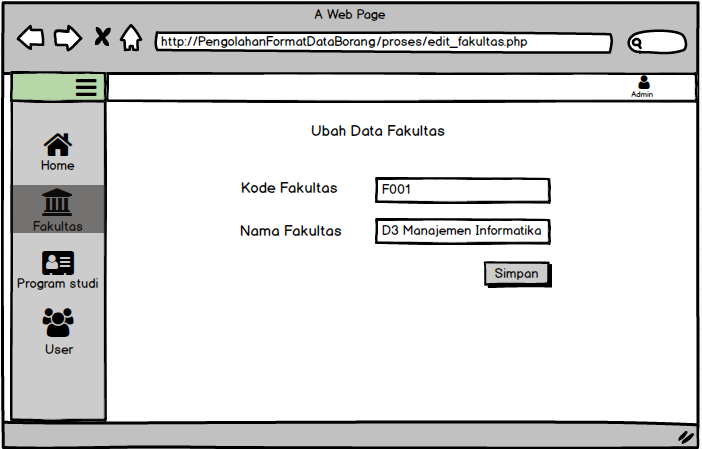 A Web Page
http://PengolahanFormatDataBorang/proses/edit_fakultas.php
Admin
Home
Fakultas
Program studi
User
Ubah Data Fakultas
Kode Fakultas F001
Nama Fakultas D3 Manajemen Informatika
Simpan